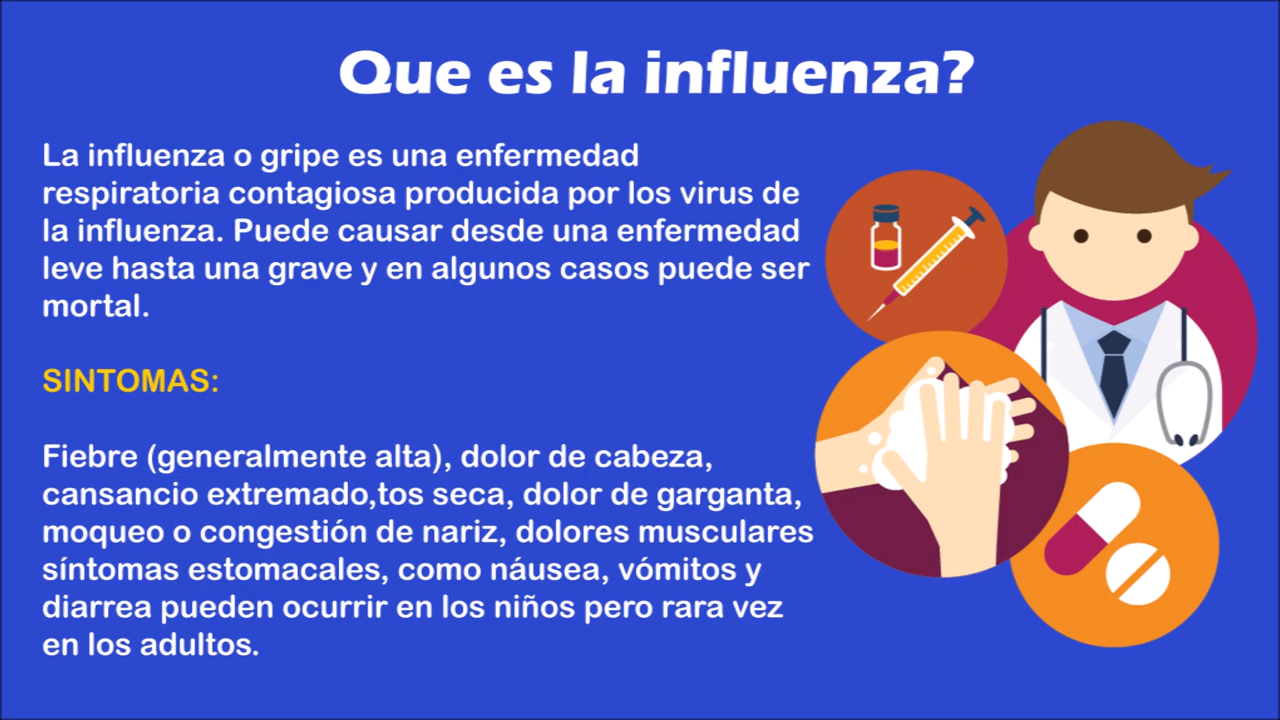 Que es la influenza?
La influenza o gripe es una enfermedad
respiratoria contagiosa producida por los virus de
la influenza. Puede causar desde una enfermedad
leve hasta una grave y en algunos casos puede ser
mortal.
SINTOMAS:
Fiebre (generalmente alta), dolor de cabeza,
cansancio extremado,tos seca, dolor de garganta,
moqueo o congestión de nariz, dolores musculares
síntomas estomacales, como náusea, vómitos y
diarrea pueden ocurrir en los niños pero rara vez
en los adultos.